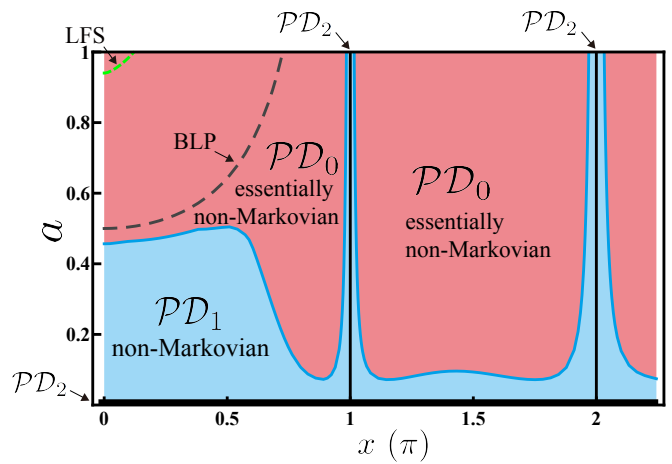 𝒫𝒟₂ 𝒫𝒟₂
LFS
1
0.8
BLP
𝒫𝒟₀ 𝒫𝒟₀
essentially
non-Markovian
essentially
non-Markovian
0.6
a
0.4
𝒫𝒟₁
non-Markovian
0.2
𝒫𝒟₂
0 0.5 1 1.5 2
x (π)